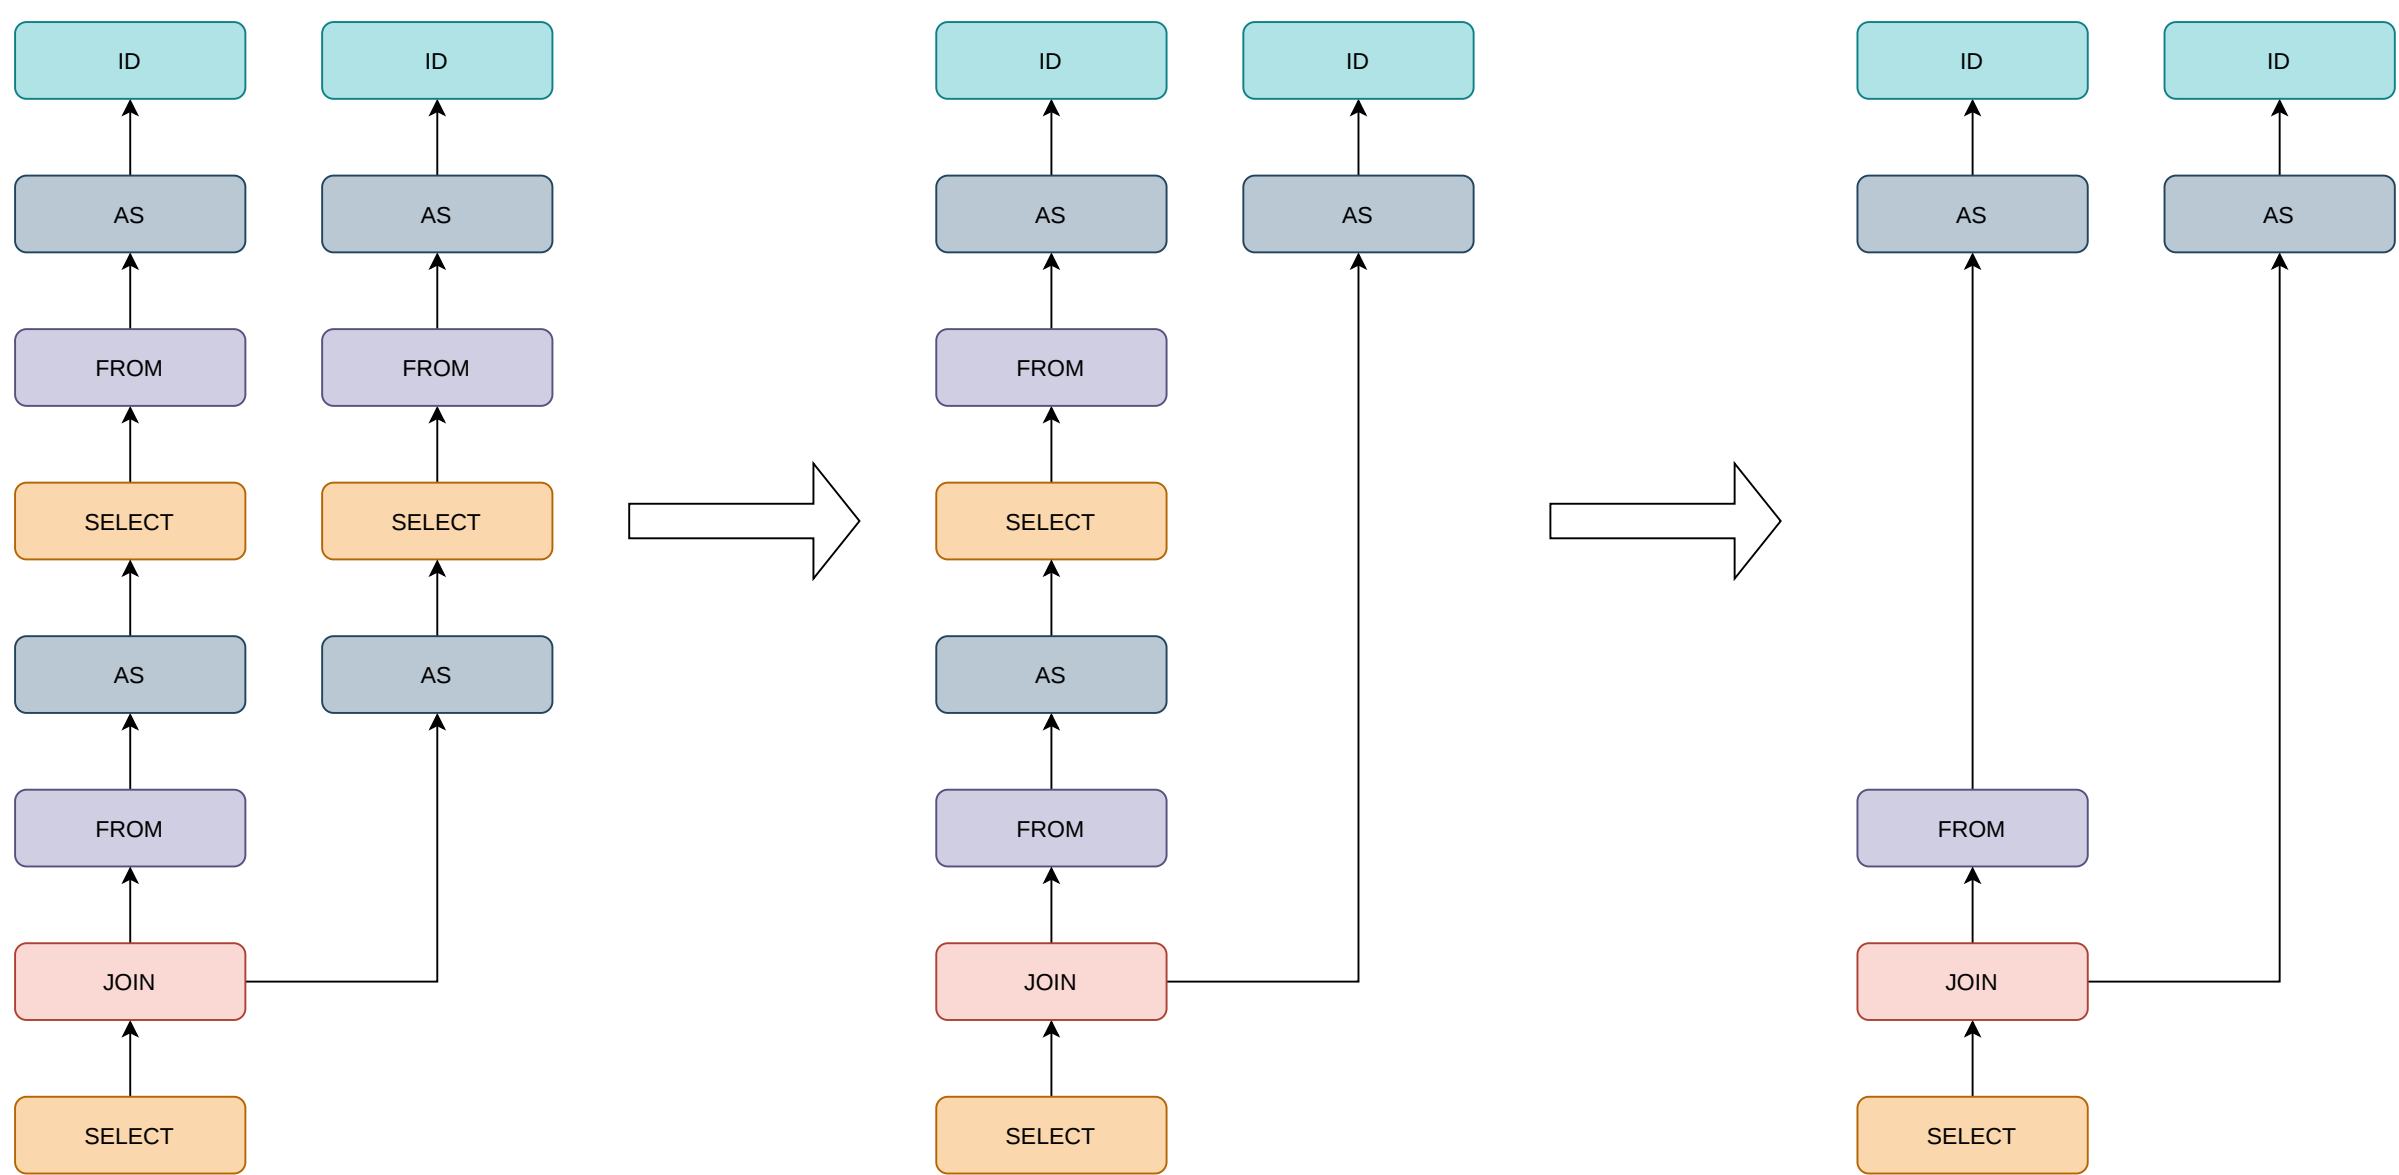 ID
ID
AS
AS
FROM
FROM
SELECT
SELECT
AS
AS
FROM
JOIN
SELECT
ID
ID
AS
AS
FROM
SELECT
AS
FROM
JOIN
SELECT
ID
ID
AS
AS
FROM
JOIN
SELECT